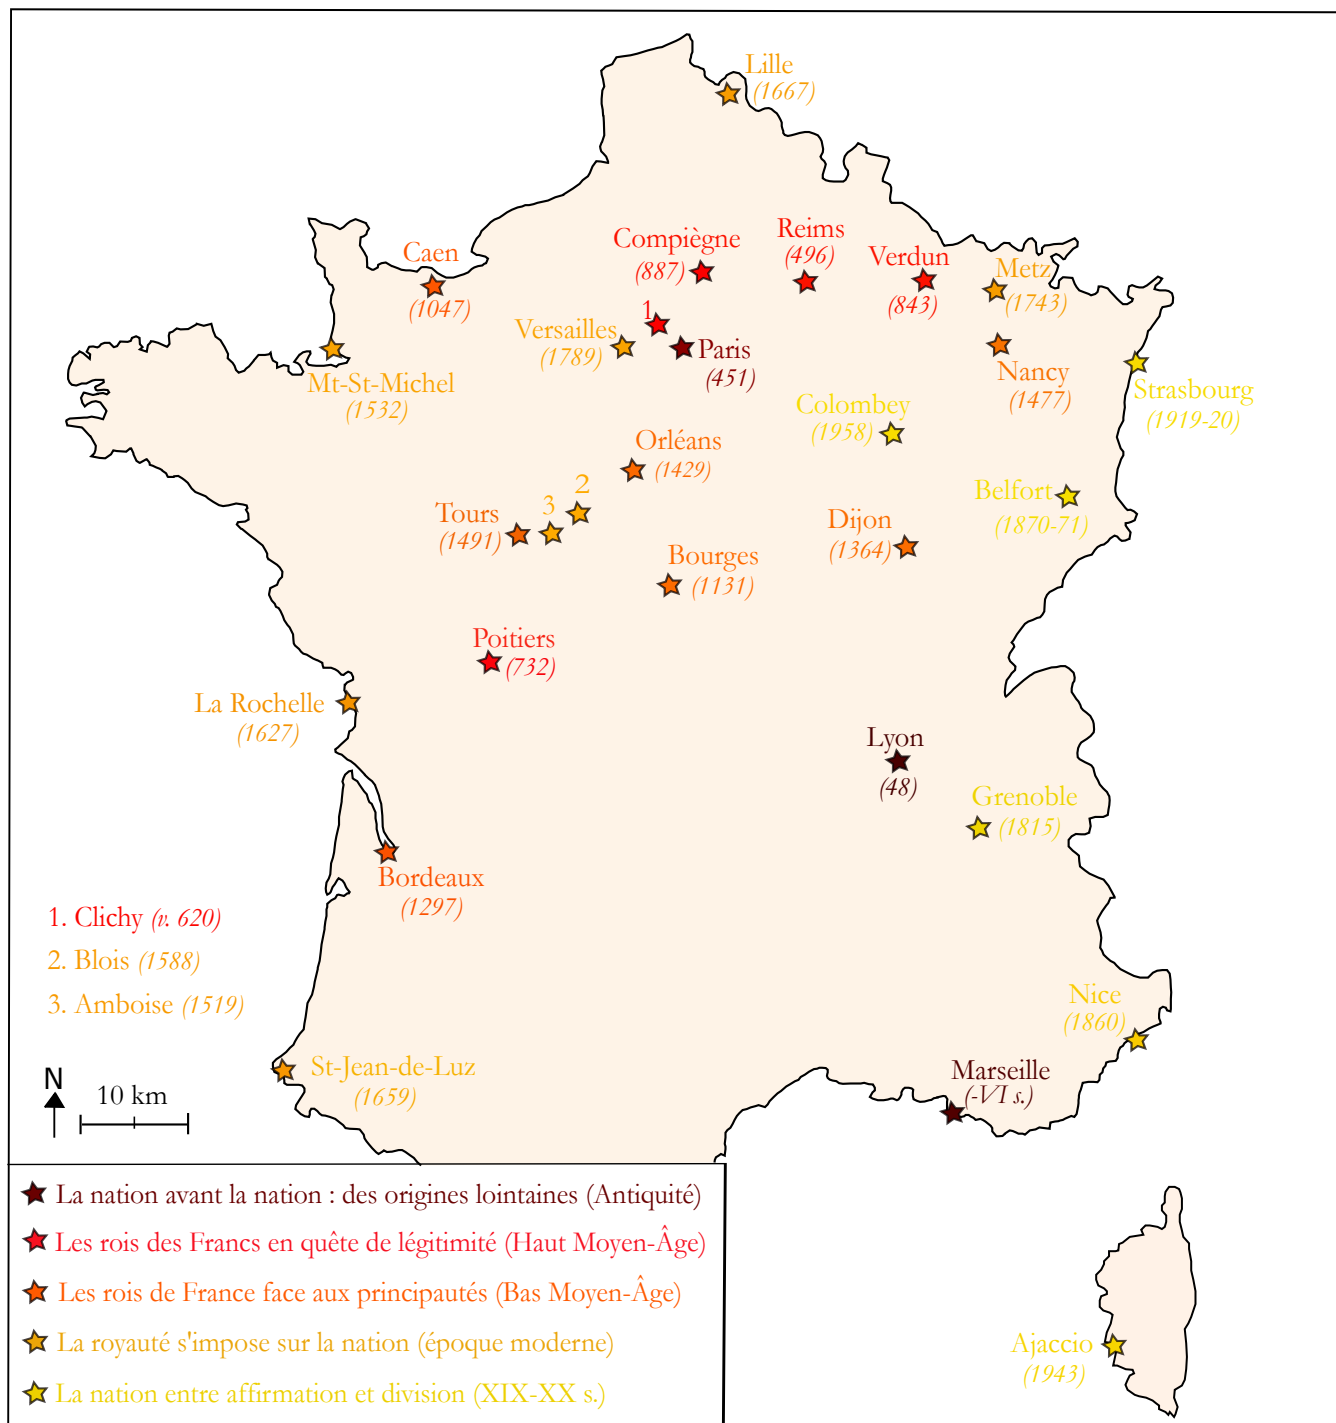 Lille
(1667)
Caen
(1047)
Compiègne
(887)
Reims
(496)
Verdun
(843)
Metz
(1743)
1
Versailles
(1789)
Paris
(451)
Nancy
(1477)
Mt-St-Michel
(1532)
Strasbourg
(1919-20)
Colombey
(1958)
Orléans
(1429)
Belfort
(1870-71)
2
3
Tours
(1491)
Dijon
(1364)
Bourges
(1131)
Poitiers
(732)
La Rochelle
(1627)
Lyon
(48)
Grenoble
(1815)
Bordeaux
(1297)
1. Clichy (v. 620)
2. Blois (1588)
3. Amboise (1519)
Nice
(1860)
St-Jean-de-Luz
(1659)
Marseille
(-VI s.)
N
10 km
Ajaccio
(1943)
La nation avant la nation : des origines lointaines (Antiquité)
Les rois des Francs en quête de légitimité (Haut Moyen-Âge)
Les rois de France face aux principautés (Bas Moyen-Âge)
La royauté s'impose sur la nation (époque moderne)
La nation entre affirmation et division (XIX-XX s.)